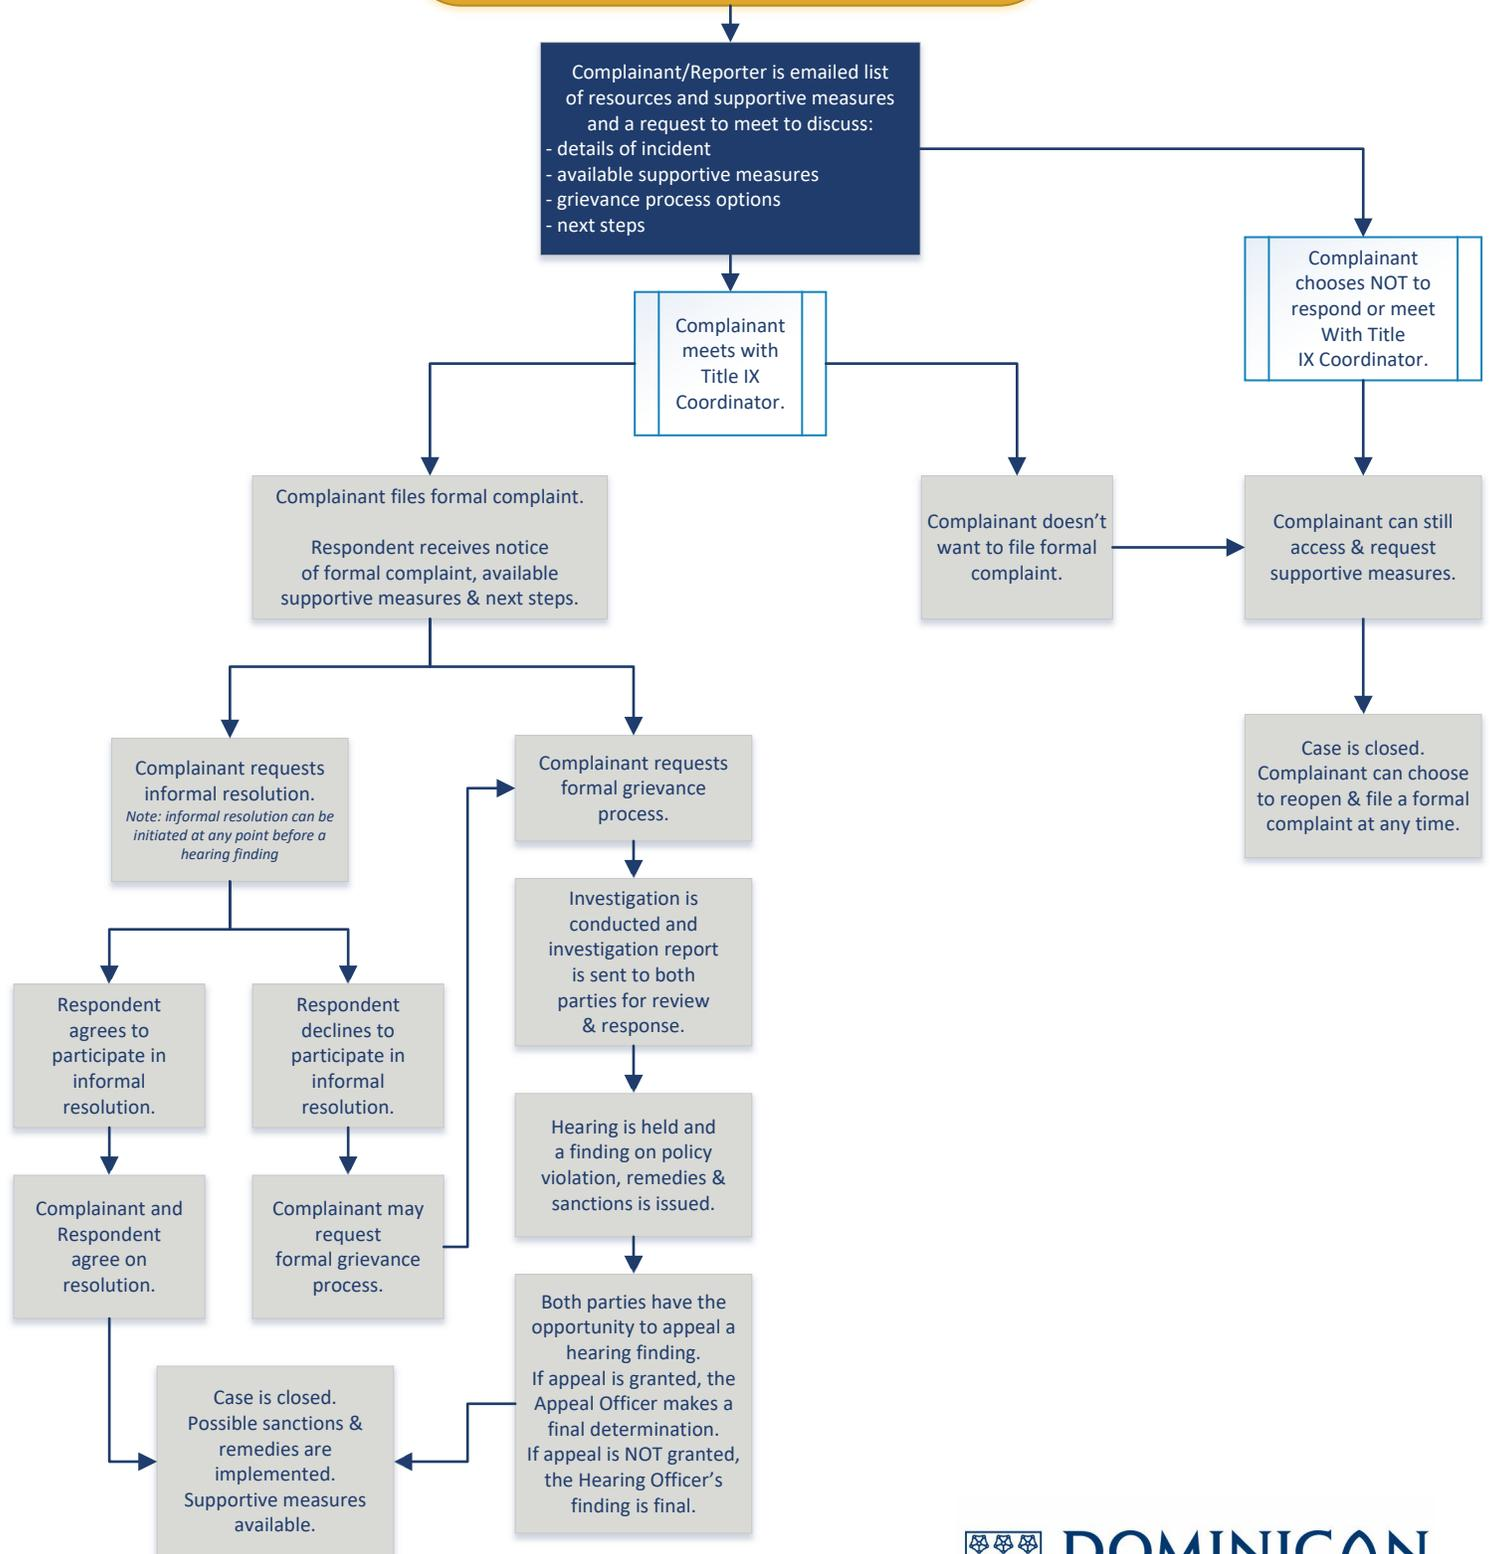 Complainant/Reporter is emailed list
of resources and supportive measures
and a request to meet to discuss:
- details of incident
- available supportive measures
- grievance process options
- next steps
Complainant
chooses NOT to
respond or meet
With Title
IX Coordinator.
Complainant
meets with
Title IX
Coordinator.
Complainant files formal complaint.
Respondent receives notice
of formal complaint, available
supportive measures & next steps.
Complainant doesn't
want to file formal
complaint.
Complainant can still
access & request
supportive measures.
Case is closed.
Complainant can choose
to reopen & file a formal
complaint at any time.
Complainant requests
informal resolution.
Note: informal resolution can be
initiated at any point before a
hearing finding
Complainant requests
formal grievance
process.
Investigation is
conducted and
investigation report
is sent to both
parties for review
& response.
Respondent
agrees to
participate in
informal
resolution.
Respondent
declines to
participate in
informal
resolution.
Hearing is held and
a finding on policy
violation, remedies &
sanctions is issued.
Complainant and
Respondent
agree on
resolution.
Complainant may
request
formal grievance
process.
Both parties have the
opportunity to appeal a
hearing finding.
If appeal is granted, the
Appeal Officer makes a
final determination.
If appeal is NOT granted,
the Hearing Officer's
finding is final.
Case is closed.
Possible sanctions &
remedies are
implemented.
Supportive measures
available.
DOMINICAN